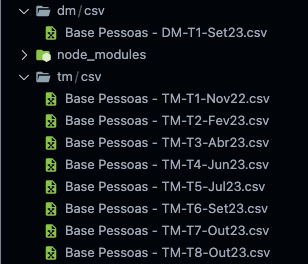 dm/csv
Base Pessoas - DM-T1-Set23.csv
node_modules
tm/csv
Base Pessoas - TM-T1-Nov22.csv
Base Pessoas - TM-T2-Fev23.csv
Base Pessoas - TM-T3-Abr23.csv
Base Pessoas - TM-T4-Jun23.csv
Base Pessoas - TM-T5-Jul23.csv
Base Pessoas - TM-T6-Set23.csv
Base Pessoas - TM-T7-Out23.csv
Base Pessoas - TM-T8-Out23.csv